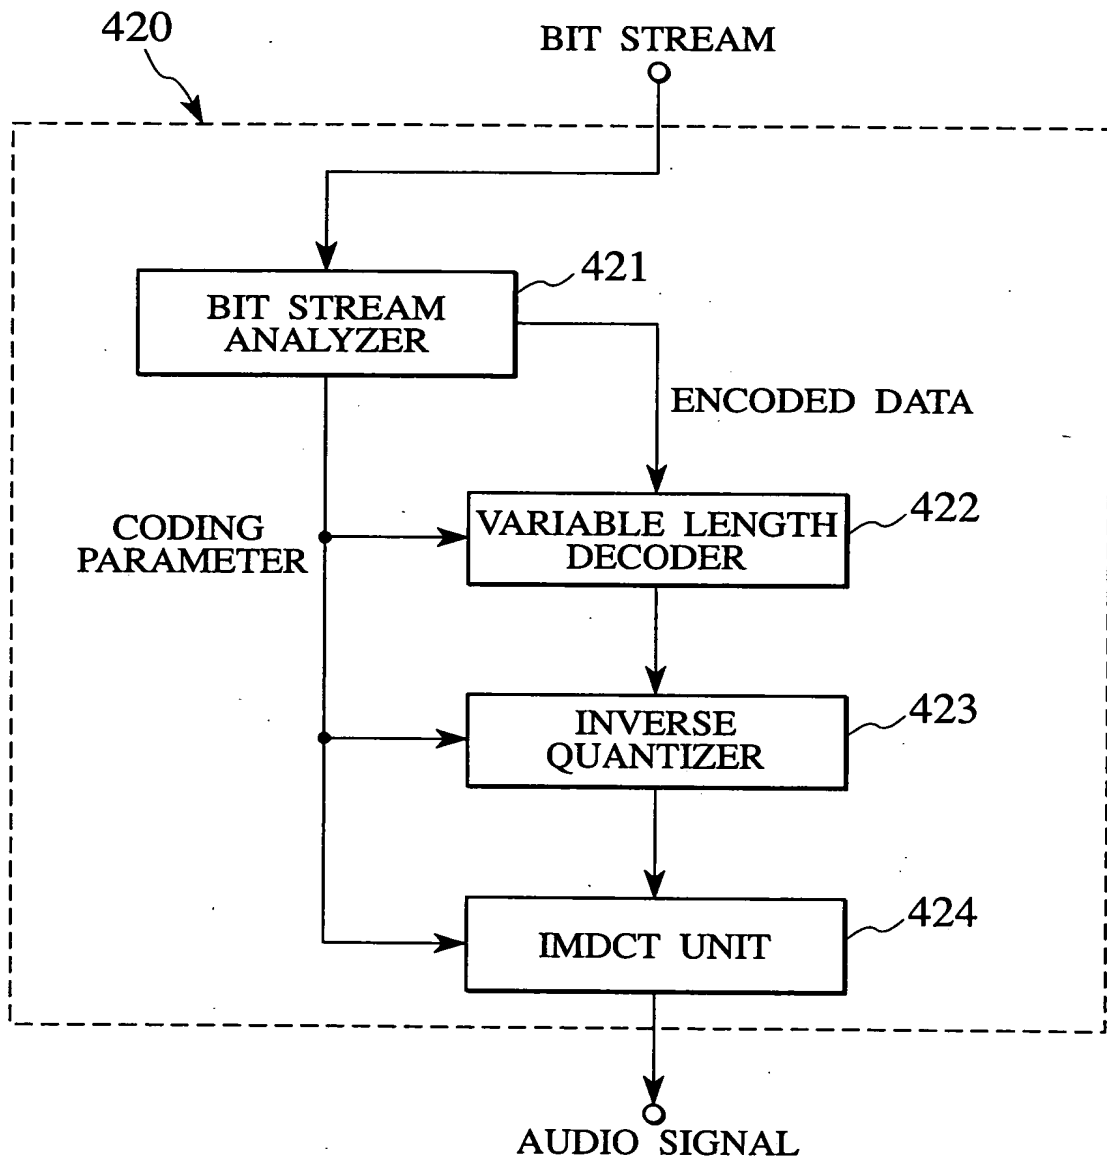 420
BIT STREAM
421
BIT STREAM
ANALYZER
ENCODED DATA
CODING
PARAMETER
VARIABLE LENGTH
DECODER
422
INVERSE
QUANTIZER
423
IMDCT UNIT
424
AUDIO SIGNAL